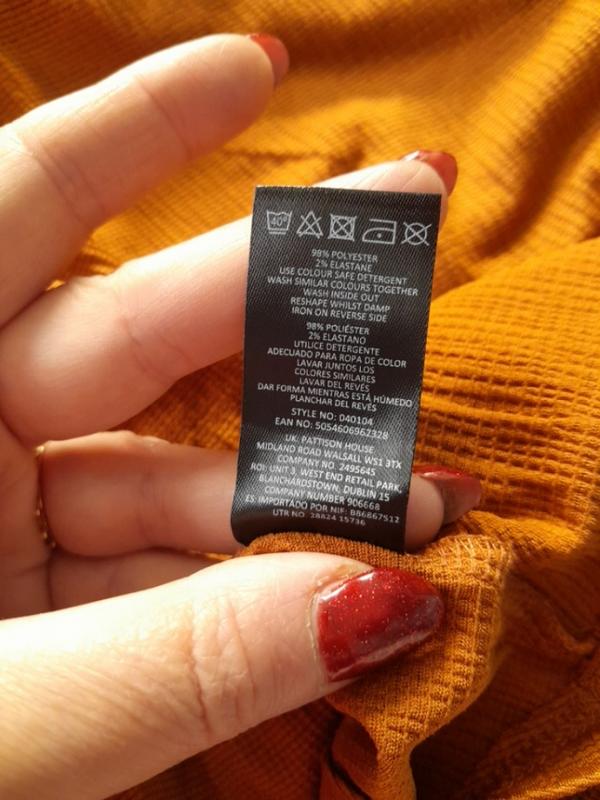 40°
98% POLYESTER
2% ELASTANE
USE COLOUR SAFE DETERGENT
WASH SIMILAR COLOURS TOGETHER
WASH INSIDE OUT
RESHAPE WHILST DAMP
IRON ON REVERSE SIDE
98% POLIÉSTER
2% ELASTANO
UTILICE DETERGENTE
ADECUADO PARA ROPA DE COLOR
LAVAR JUNTOS LOS
COLORES SIMILARES
LAVAR DEL REVÉS
DAR FORMA MIENTRAS ESTÁ HÚMEDO
PLANCHAR DEL REVÉS
STYLE NO: D40104
EAN NO: 5054606962328
UK: PATTISON HOUSE
MIDLAND ROAD WALSALL WS1 3TX
COMPANY NO. 2495645
ROI: UNIT 3, WEST END RETAIL PARK,
BLANCHARDSTOWN, DUBLIN 15
COMPANY NUMBER 906668
ES: IMPORTADO POR NIF: B86867512
UTR NO. 28824 15736